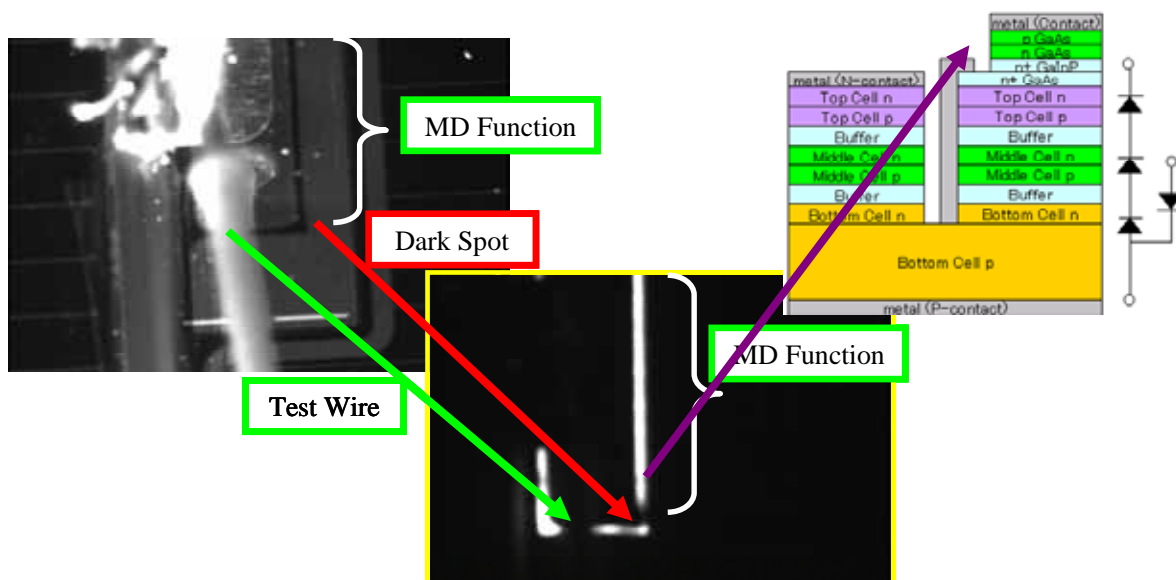 MD Function
Dark Spot
Test Wire
MD Function
metal (Contact)
p GaAs
n GaAs
n+ GaInP
n+ GaAs
metal (N-contact)
Top Cell n
Top Cell p
Buffer
Middle Cell n
Middle Cell p
Buffer
Bottom Cell n
Top Cell n
Top Cell p
Buffer
Middle Cell n
Middle Cell p
Buffer
Bottom Cell n
Bottom Cell p
metal (P-contact)